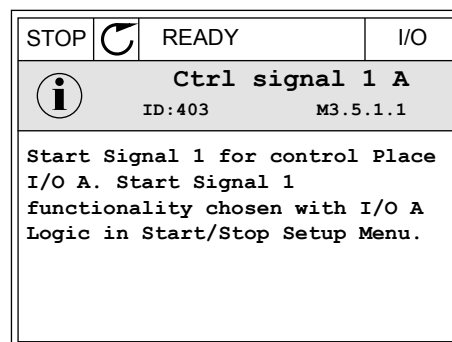 STOP READY I/O
i Ctrl signal 1 A
ID:403 M3.5.1.1
Start Signal 1 for control Place
I/O A. Start Signal 1
functionality chosen with I/O A
Logic in Start/Stop Setup Menu.